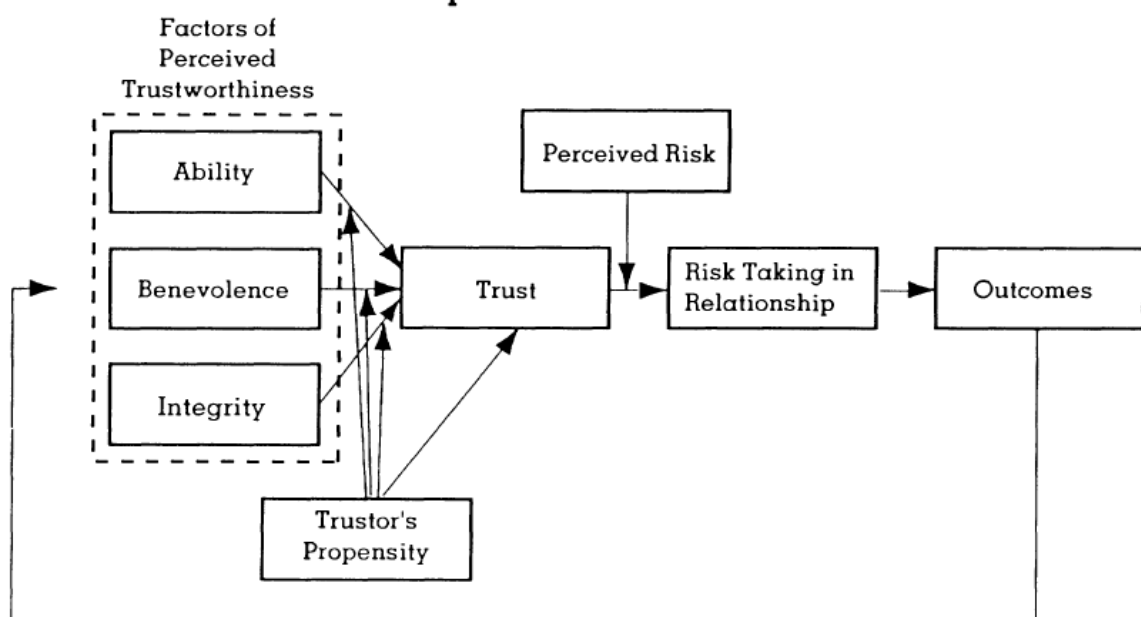 Factors of
Perceived
Trustworthiness
Ability
Benevolence
Integrity
Trustor's
Propensity
Perceived Risk
Trust
Risk Taking in
Relationship
Outcomes